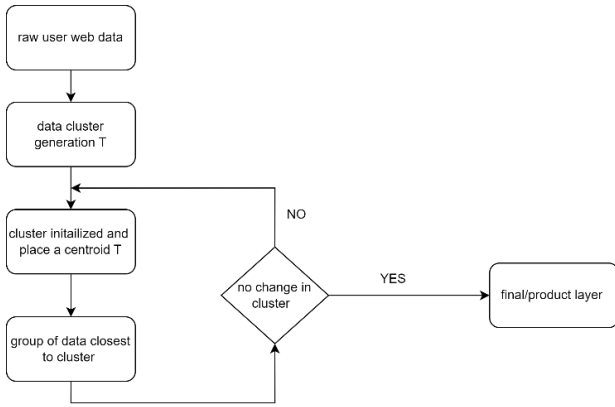 raw user web data
data cluster
generation T
cluster initailized and
place a centroid T
group of data closest
to cluster
NO
no change in
cluster
YES
final/product layer